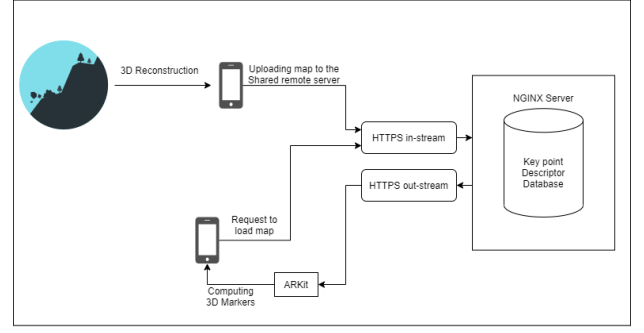 3D Reconstruction
Uploading map to the
Shared remote server
NGINX Server
HTTPS in-stream
Key point
Descriptor
Database
HTTPS out-stream
Request to
load map
ARKit
Computing
3D Markers